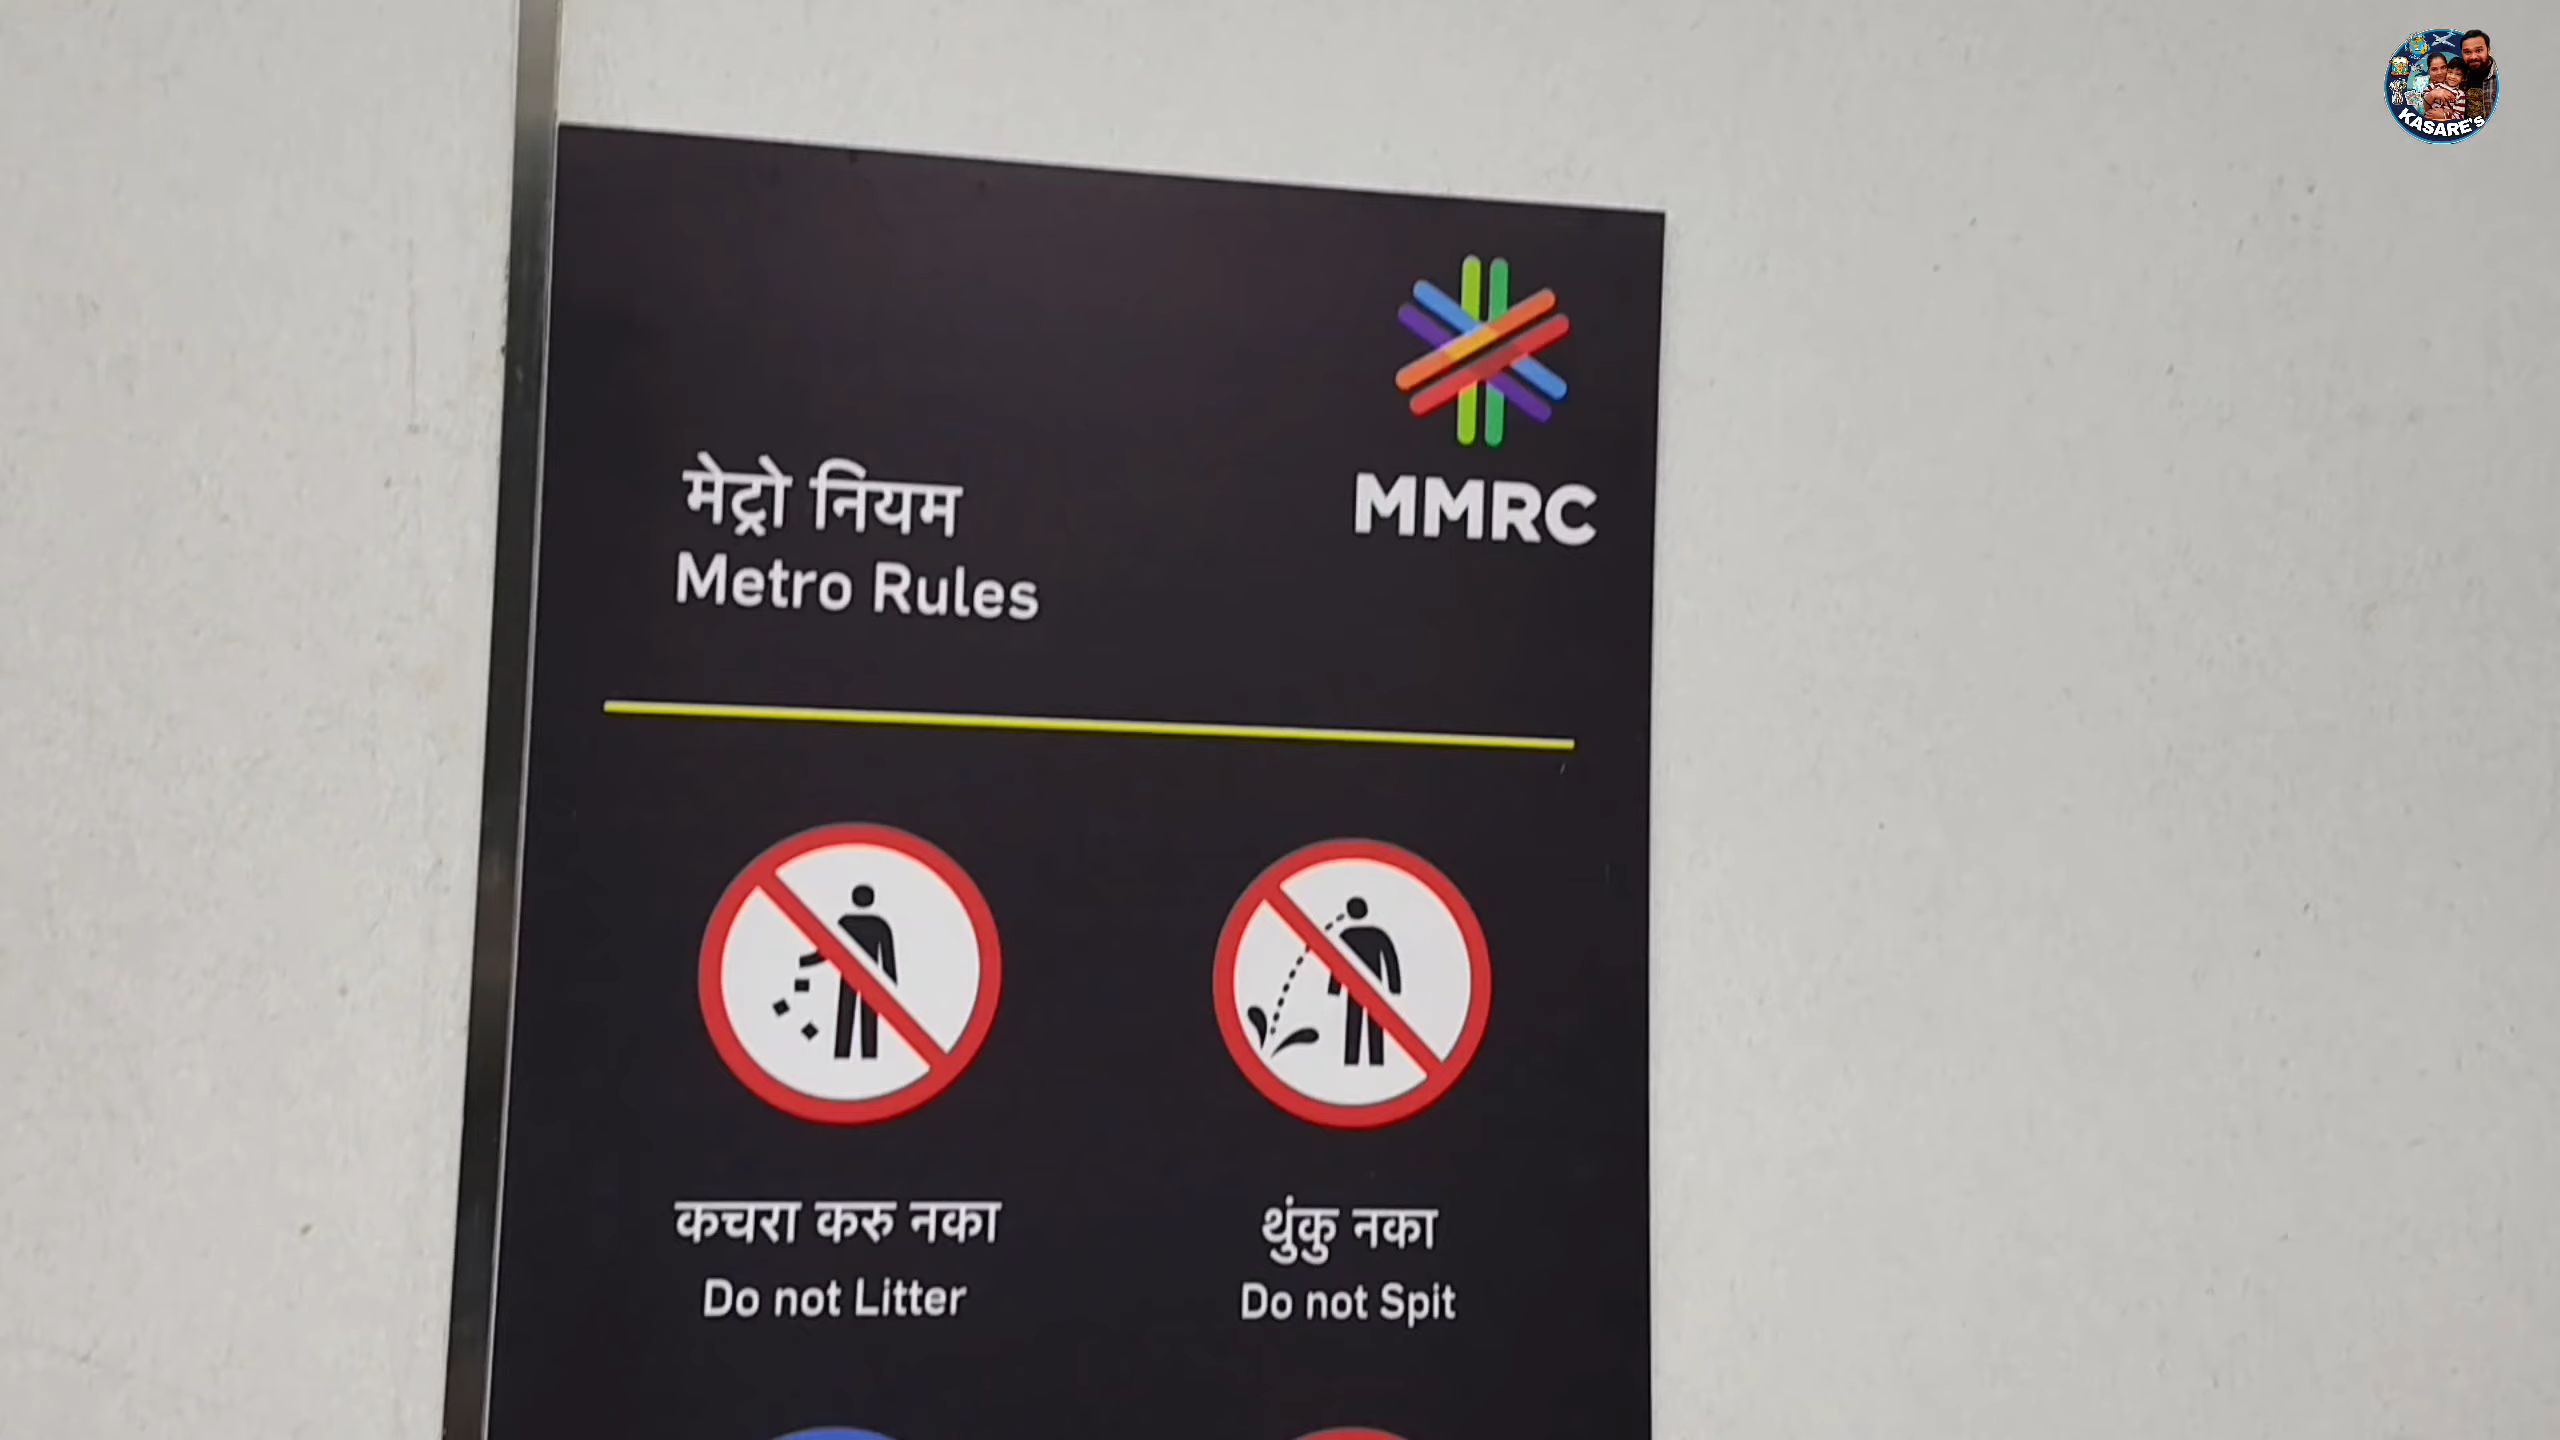 KASARE's
MMRC
मेट्रो नियम
Metro Rules
कचरा करु नका
Do not Litter
थुंकु नका
Do not Spit